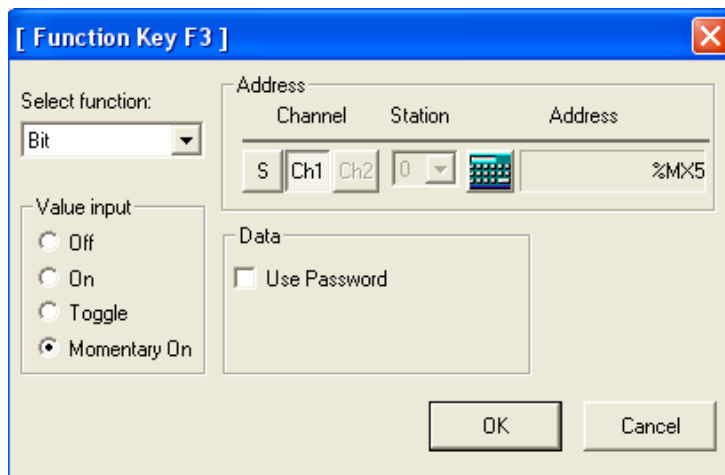 [ Function Key F3 ]
Select function:
Bit
Address
Channel Station Address
S Ch1 Ch2 0 %MX5
Value input
Off
On
Toggle
Momentary On
Data
Use Password
OK Cancel